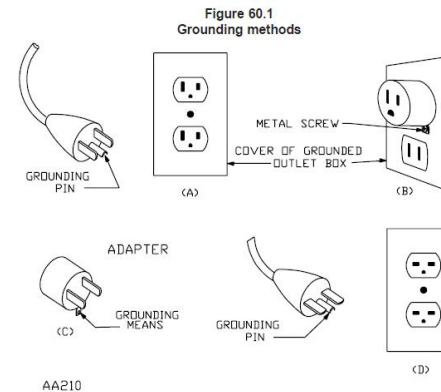 Figure 60.1
Grounding methods
METAL SCREW
COVER OF GROUNDED
OUTLET BOX
GROUNDING
PIN
(A)
(B)
ADAPTER
GROUNDING
MEANS
(C)
GROUNDING
PIN
(D)
AA210